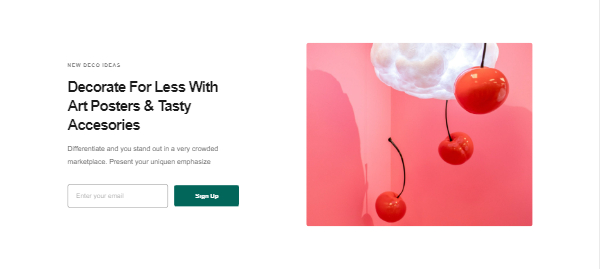 NEW DECO IDEAS
Decorate For Less With
Art Posters & Tasty
Accesories
Differentiate and you stand out in a very crowded
marketplace. Present your uniquen emphasize
Enter your email
Sign Up